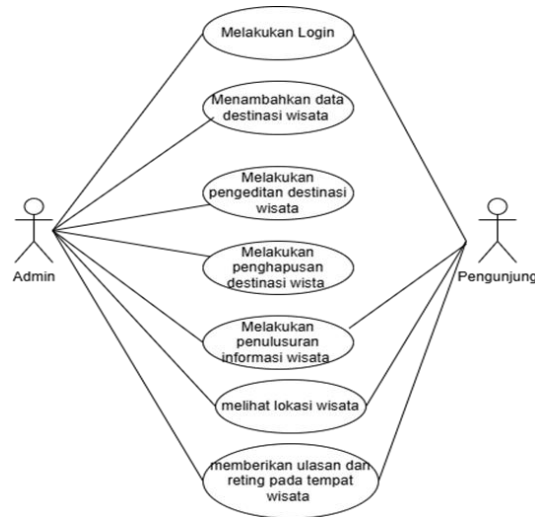 Melakukan Login
Menambahkan data
destinasi wisata
Melakukan
pengeditan destinasi
wisata
Admin
Pengunjung
Melakukan
penghapusan
destinasi wista
Melakukan
penulusuran
informasi wisata
melihat lokasi wisata
memberikan ulasan dan
reting pada tempat
wisata